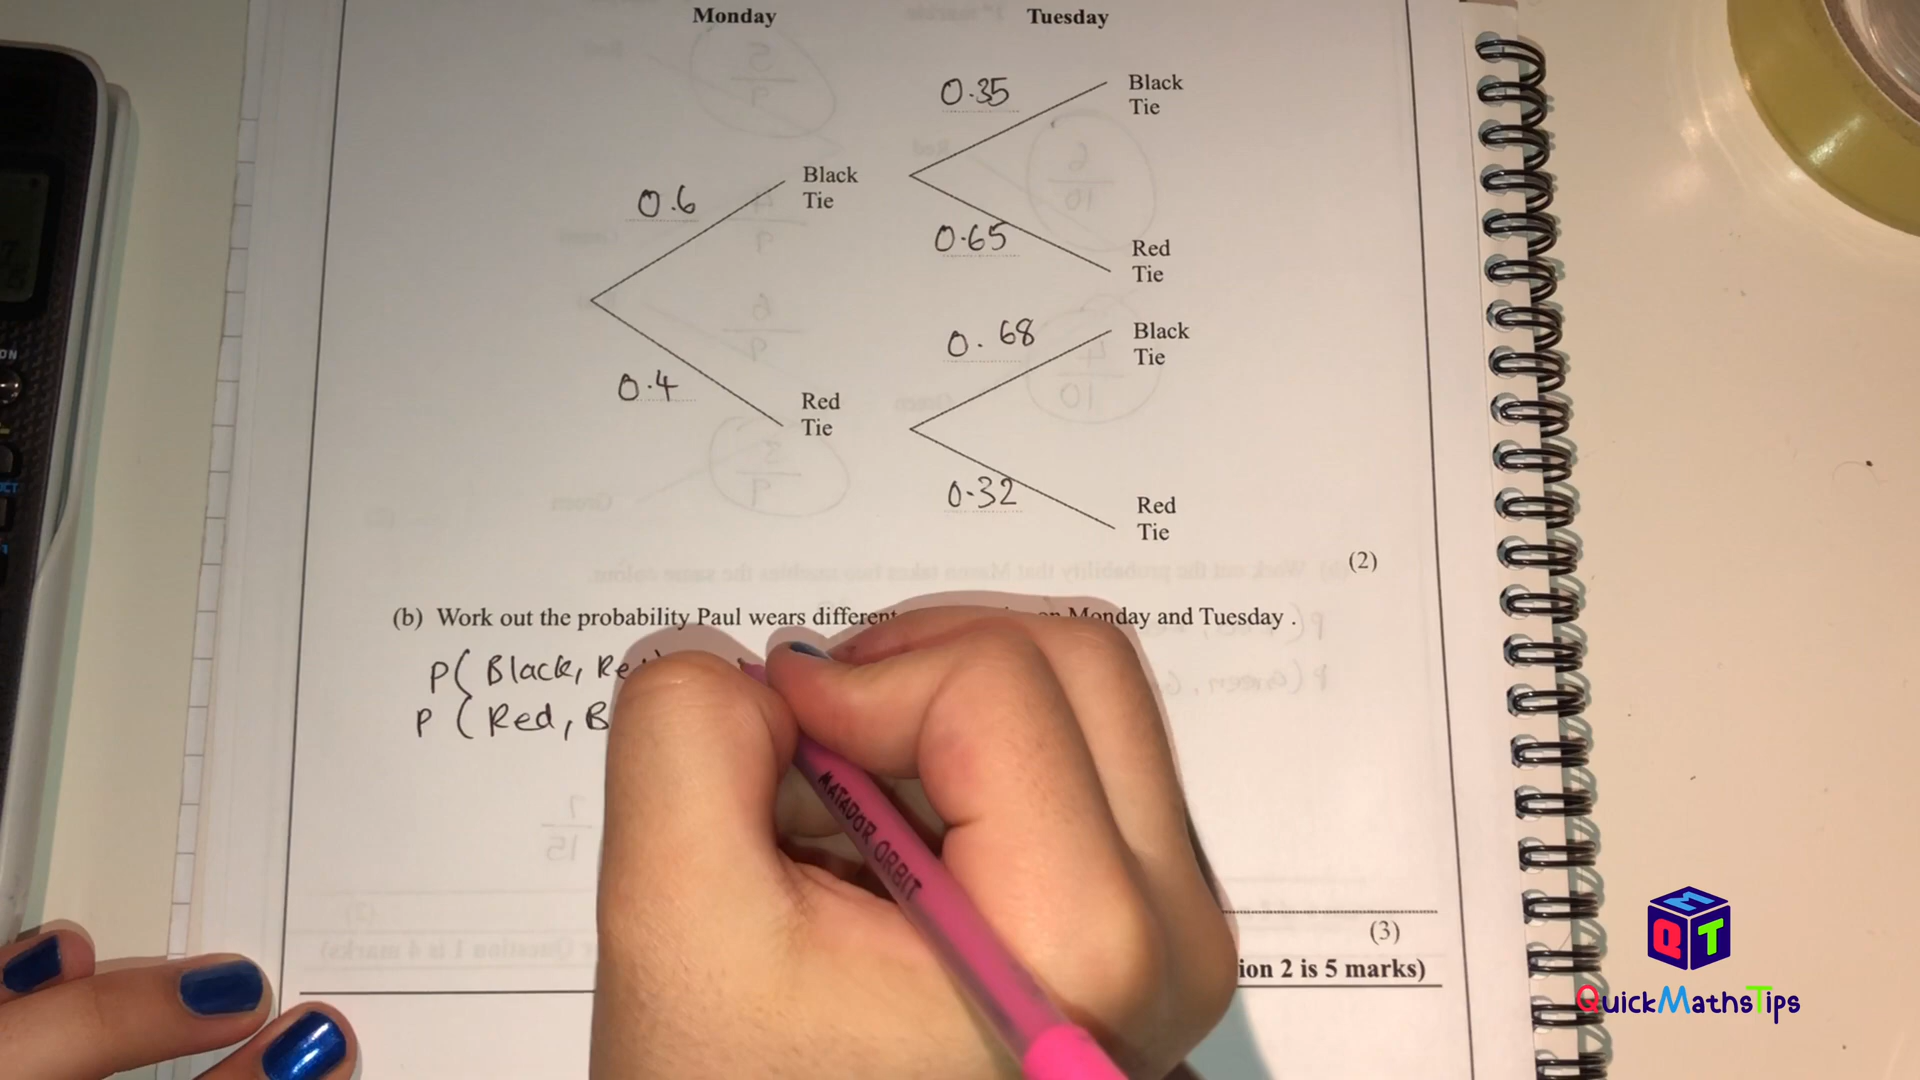 Monday Tuesday
0.35 Black Tie
0.6 Black Tie
0.65 Red Tie
0.68 Black Tie
0.4 Red Tie
0.32 Red Tie
(2)
(b) Work out the probability Paul wears different on Monday and Tuesday .
P( Black, Re
P ( Red, B
MATADOR ORBIT
(3)
ion 2 is 5 marks)
QMT
QuickMathsTips